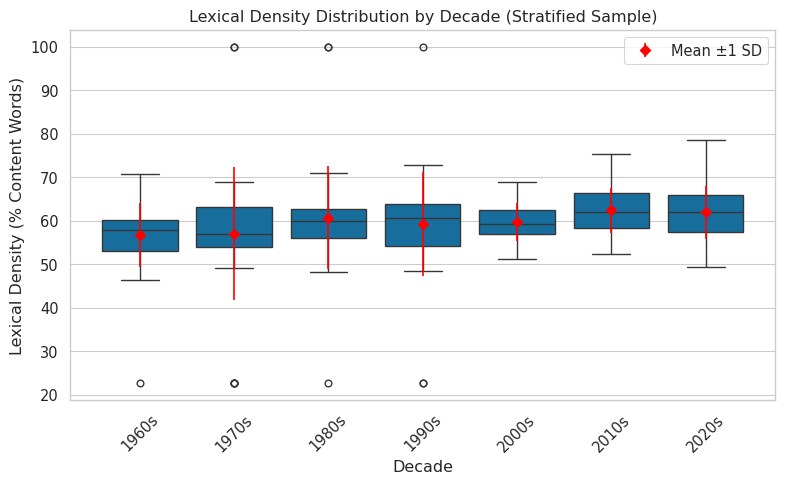 Lexical Density Distribution by Decade (Stratified Sample)
Mean ±1 SD
Lexical Density (% Content Words)
100
90
80
70
60
50
40
30
20
1960s
1970s
1980s
1990s
2000s
2010s
2020s
Decade